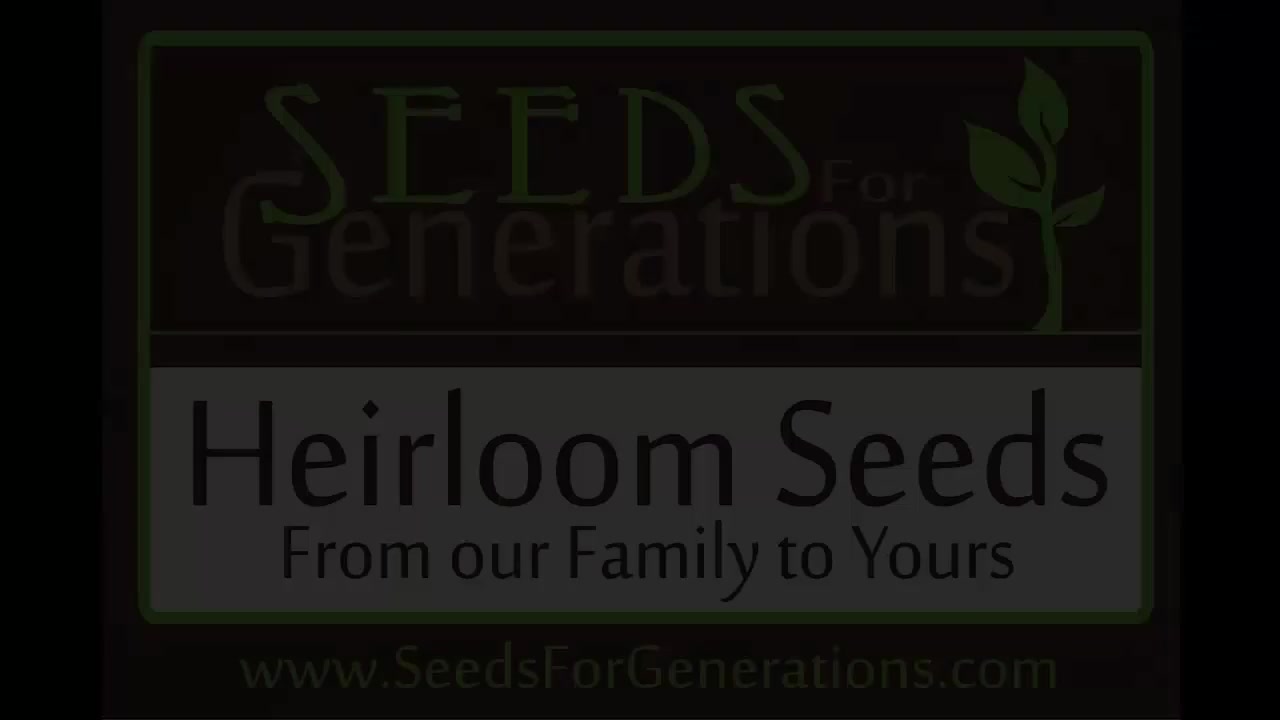 SEEDS For
Generations
Heirloom Seeds
From our Family to Yours
www.SeedsForGenerations.com